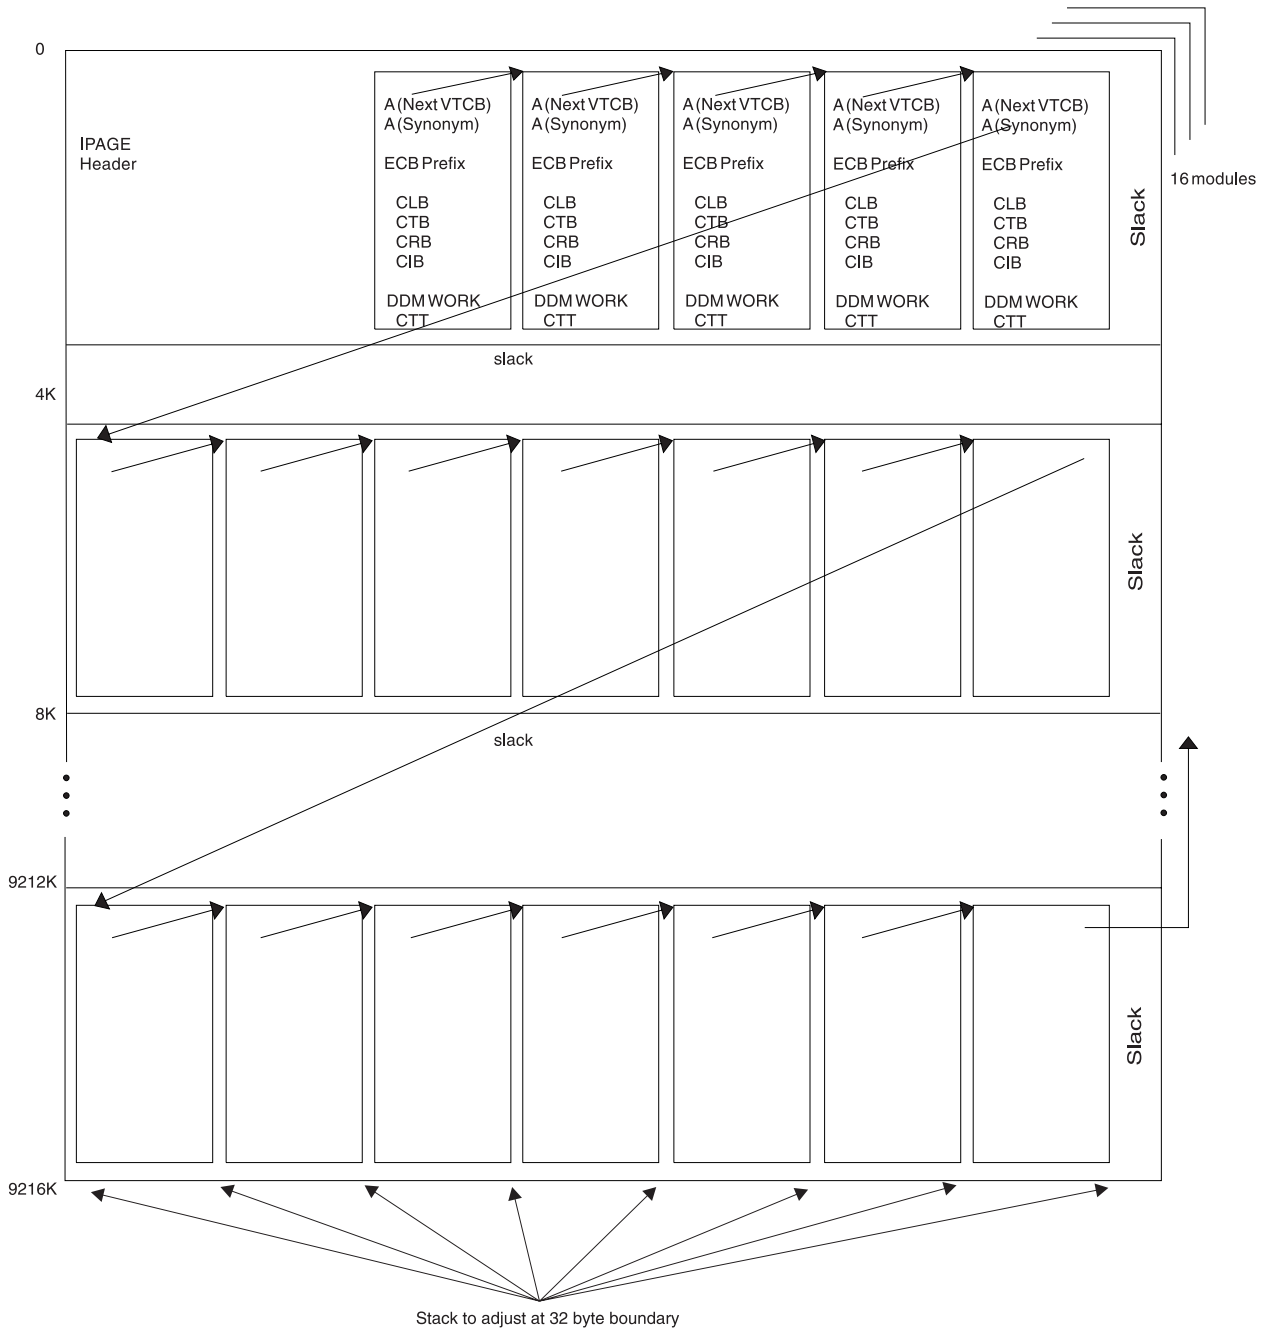 0
IPAGE
Header
A (Next VTCB)
A (Synonym)
ECB Prefix
CLB
CTB
CRB
CIB
DDM WORK
CTT
A (Next VTCB)
A (Synonym)
ECB Prefix
CLB
CTB
CRB
CIB
DDM WORK
CTT
A (Next VTCB)
A (Synonym)
ECB Prefix
CLB
CTB
CRB
CIB
DDM WORK
CTT
A (Next VTCB)
A (Synonym)
ECB Prefix
CLB
CTB
CRB
CIB
DDM WORK
CTT
A (Next VTCB)
A (Synonym)
ECB Prefix
CLB
CTB
CRB
CIB
DDM WORK
CTT
Slack
16 modules
slack
4K
Slack
8K
slack
9212K
Slack
9216K
Stack to adjust at 32 byte boundary